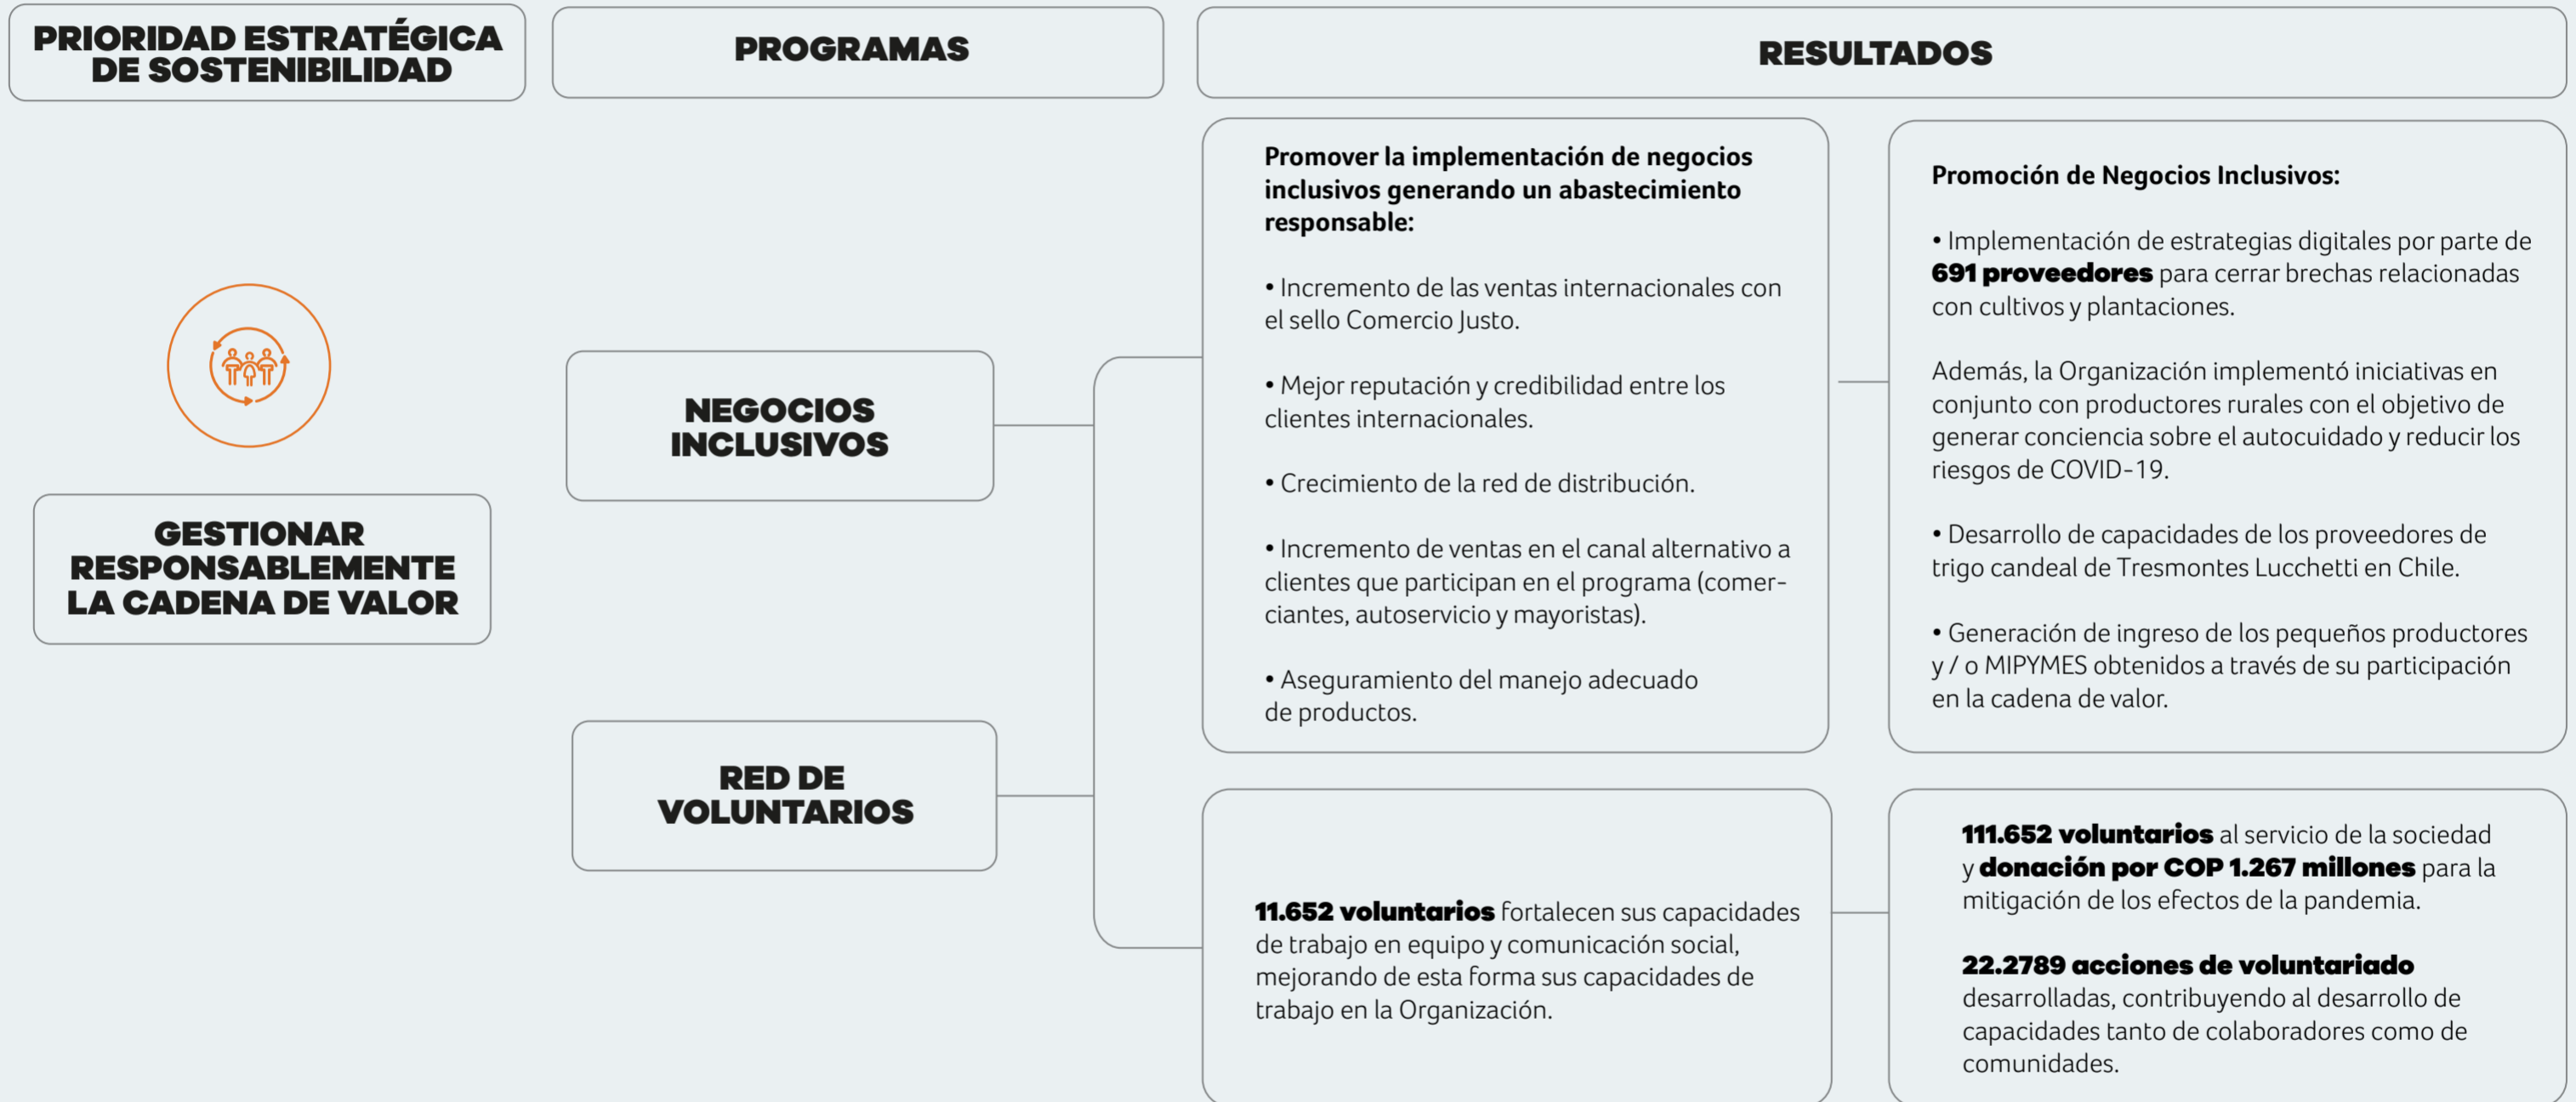 PRIORIDAD ESTRATÉGICA
DE SOSTENIBILIDAD
PROGRAMAS
RESULTADOS
GESTIONAR
RESPONSABLEMENTE
LA CADENA DE VALOR
NEGOCIOS
INCLUSIVOS
RED DE
VOLUNTARIOS
Promover la implementación de negocios
inclusivos generando un abastecimiento
responsable:
• Incremento de las ventas internacionales con
el sello Comercio Justo.
• Mejor reputación y credibilidad entre los
clientes internacionales.
• Crecimiento de la red de distribución.
• Incremento de ventas en el canal alternativo a
clientes que participan en el programa (comer-
ciantes, autoservicio y mayoristas).
• Aseguramiento del manejo adecuado
de productos.
Promoción de Negocios Inclusivos:
• Implementación de estrategias digitales por parte de
691 proveedores para cerrar brechas relacionadas
con cultivos y plantaciones.
Además, la Organización implementó iniciativas en
conjunto con productores rurales con el objetivo de
generar conciencia sobre el autocuidado y reducir los
riesgos de COVID-19.
• Desarrollo de capacidades de los proveedores de
trigo candeal de Tresmontes Lucchetti en Chile.
• Generación de ingreso de los pequeños productores
y / o MIPYMES obtenidos a través de su participación
en la cadena de valor.
11.652 voluntarios fortalecen sus capacidades
de trabajo en equipo y comunicación social,
mejorando de esta forma sus capacidades de
trabajo en la Organización.
111.652 voluntarios al servicio de la sociedad
y donación por COP 1.267 millones para la
mitigación de los efectos de la pandemia.
22.2789 acciones de voluntariado
desarrolladas, contribuyendo al desarrollo de
capacidades tanto de colaboradores como de
comunidades.